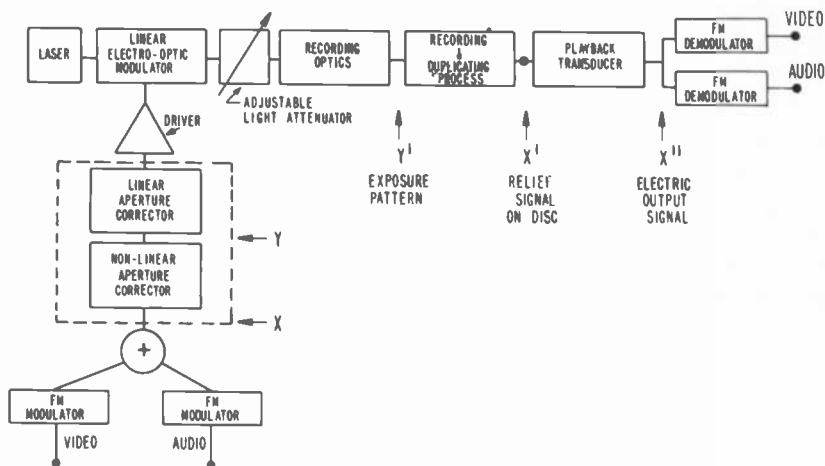 LASER
LINEAR
ELECTRO-OPTIC
MODULATOR
ADJUSTABLE
LIGHT ATTENUATOR
RECORDING
OPTICS
RECORDING
&
DUPLICATING
PROCESS
PLAYBACK
TRANSDUCER
FM
DEMODULATOR
VIDEO
FM
DEMODULATOR
AUDIO
Y'
EXPOSURE
PATTERN
X'
RELIEF
SIGNAL
ON DISC
X''
ELECTRIC
OUTPUT
SIGNAL
DRIVER
LINEAR
APERTURE
CORRECTOR
Y
NON-LINEAR
APERTURE
CORRECTOR
X
+
FM
MODULATOR
VIDEO
FM
MODULATOR
AUDIO